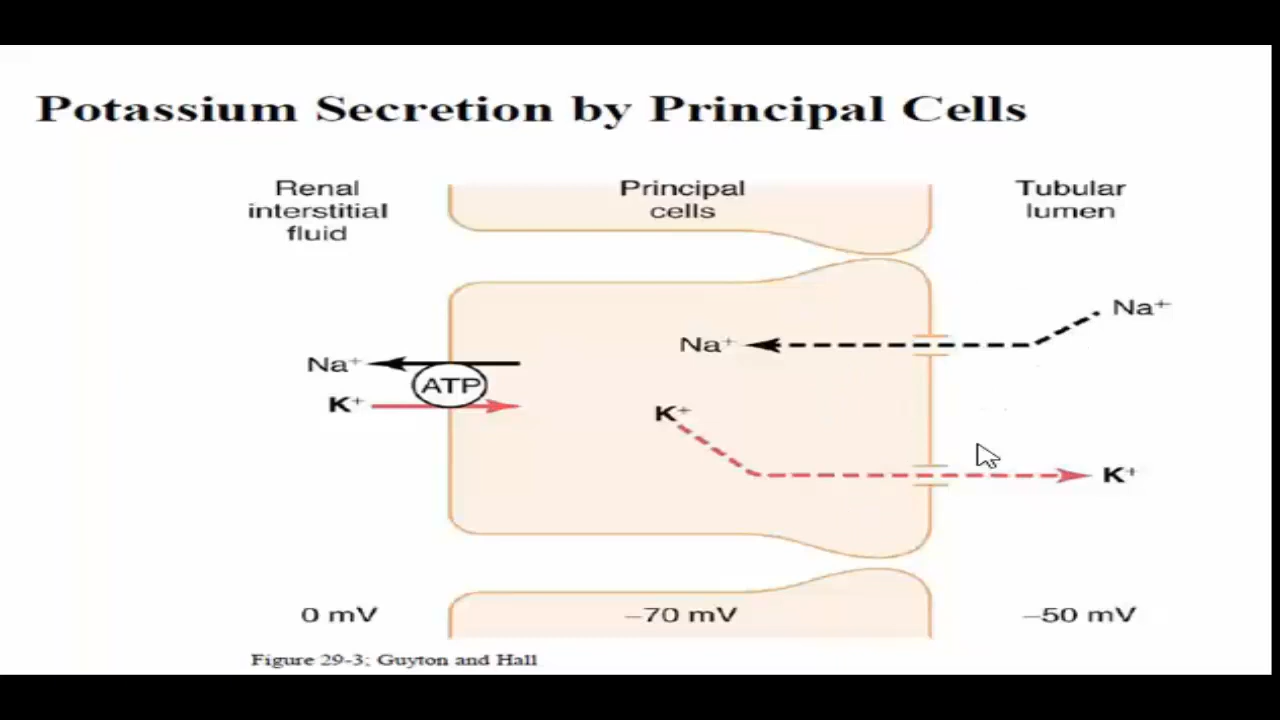 Potassium Secretion by Principal Cells
Renal
interstitial
fluid
Principal
cells
Tubular
lumen
Na⁺
Na⁺
Na⁺
ATP
K⁺
K⁺
K⁺
0 mV
–70 mV
–50 mV
Figure 29-3; Guyton and Hall